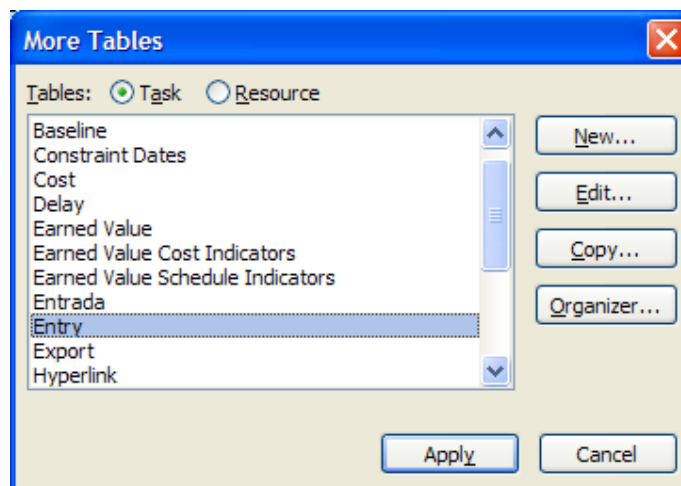 More Tables
Tables: Task Resource
Baseline
Constraint Dates
Cost
Delay
Earned Value
Earned Value Cost Indicators
Earned Value Schedule Indicators
Entrada
Entry
Export
Hyperlink
New...
Edit...
Copy...
Organizer...
Apply
Cancel